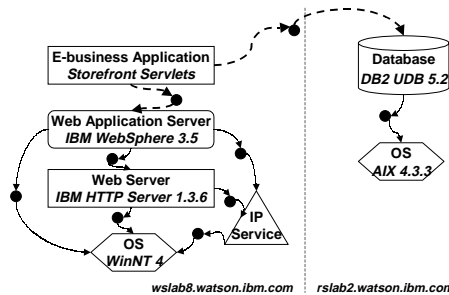 E-business Application
Storefront Servlets
Database
DB2 UDB 5.2
Web Application Server
IBM WebSphere 3.5
OS
AIX 4.3.3
Web Server
IBM HTTP Server 1.3.6
IP
Service
OS
WinNT 4
wslab8.watson.ibm.com
rslab2.watson.ibm.com